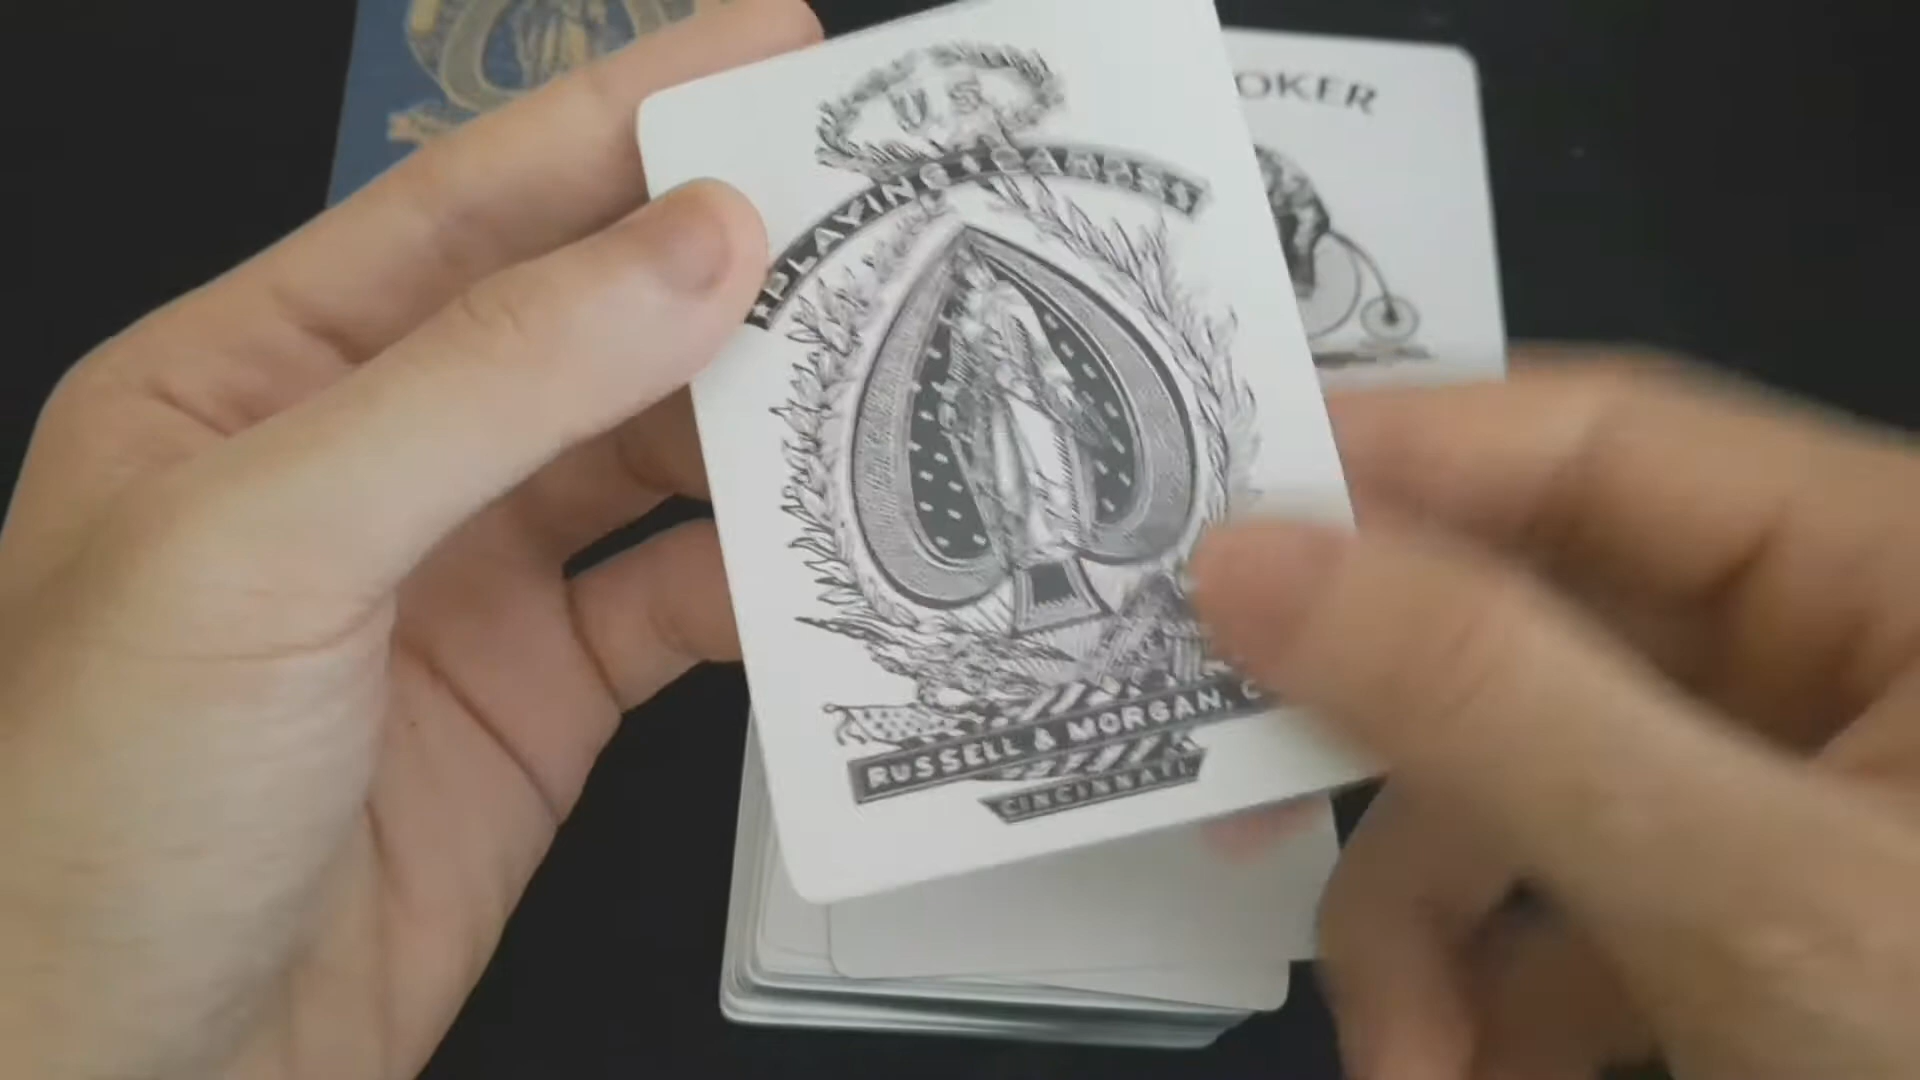 U.S
PLAYING CARDS
OKER
RUSSELL & MORGAN, C
CINCINNATI.